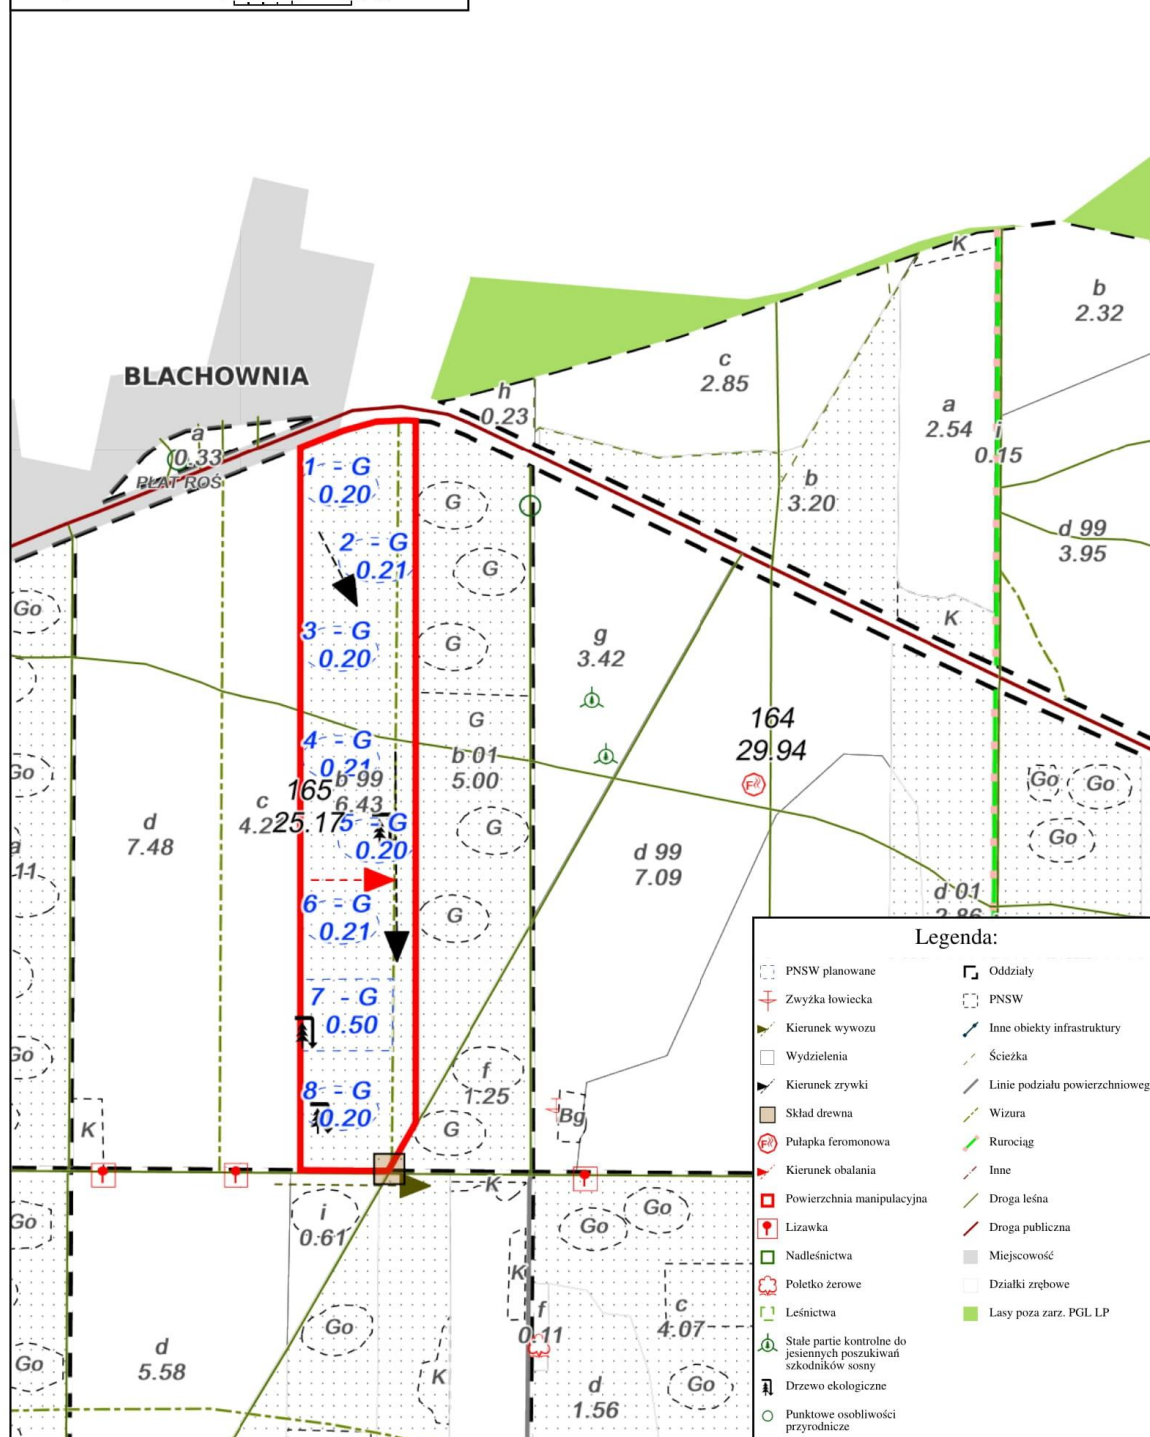 K
b
2.32
c
2.85
BLACHOWNIA
h
0.23
a
2.54
i
0.15
a
0.33
PŁAT ROŚ
1 - G
0.20
G
b
3.20
2 - G
0.21
G
d 99
3.95
Go
3 - G
0.20
G
g
3.42
K
G
164
29.94
4 - G
0.21
b 01
5.00
Go
b 99
6.43
165
25.17
c
Go
Go
d
7.48
5 - G
0.20
G
Go
a
11
d 99
7.09
6 - G
0.21
G
d 01
2.86
7 - G
0.50
Go
f
1.25
8 - G
0.20
K
G
Bg
K
i
0.61
Go
Go
Go
K
f
0.11
c
4.07
Go
Go
d
5.58
K
d
1.56
Go
Legenda:
PNSW planowane
Zwyżka łowiecka
Kierunek wywozu
Wydzielenia
Kierunek zrywki
Skład drewna
Pułapka feromonowa
Kierunek obalania
Powierzchnia manipulacyjna
Lizawka
Nadleśnictwa
Poletko żerowe
Leśnictwa
Stałe partie kontrolne do
jesiennych poszukiwań
szkodników sosny
Drzewo ekologiczne
Punktowe osobliwości
przyrodnicze
Oddziały
PNSW
Inne obiekty infrastruktury
Ścieżka
Linie podziału powierzchnioweg
Wizura
Rurociąg
Inne
Droga leśna
Droga publiczna
Miejscowość
Działki zrębowe
Lasy poza zarz. PGL LP